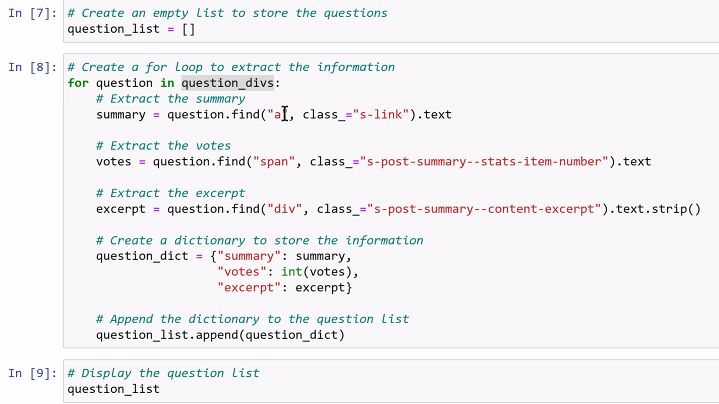 In [7]: # Create an empty list to store the questions
question_list = []
In [8]: # Create a for loop to extract the information
for question in question_divs:
    # Extract the summary
    summary = question.find("a", class_="s-link").text
    # Extract the votes
    votes = question.find("span", class_="s-post-summary--stats-item-number").text
    # Extract the excerpt
    excerpt = question.find("div", class_="s-post-summary--content-excerpt").text.strip()
    # Create a dictionary to store the information
    question_dict = {"summary": summary,
                     "votes": int(votes),
                     "excerpt": excerpt}
    # Append the dictionary to the question list
    question_list.append(question_dict)
In [9]: # Display the question list
question_list